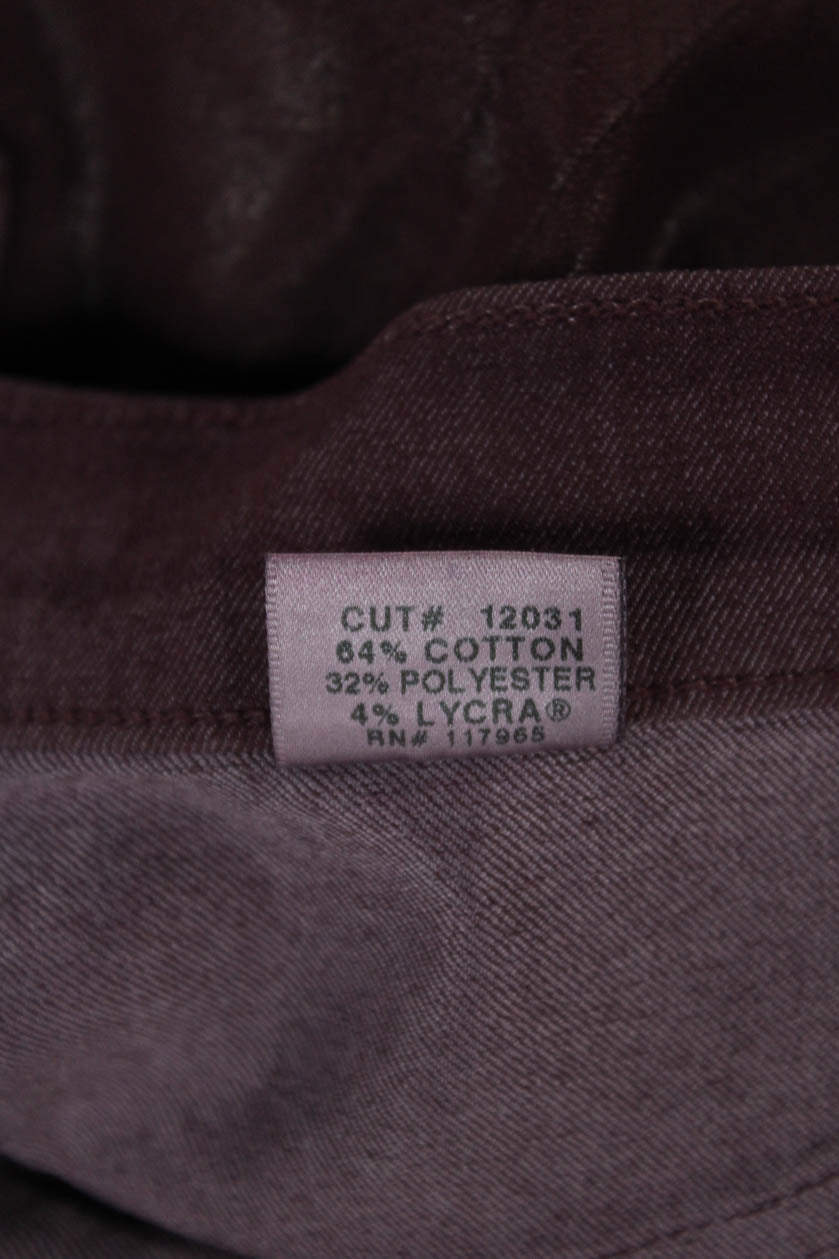 CUT# 12031
64% COTTON
32% POLYESTER
4% LYCRA®
RN# 117965